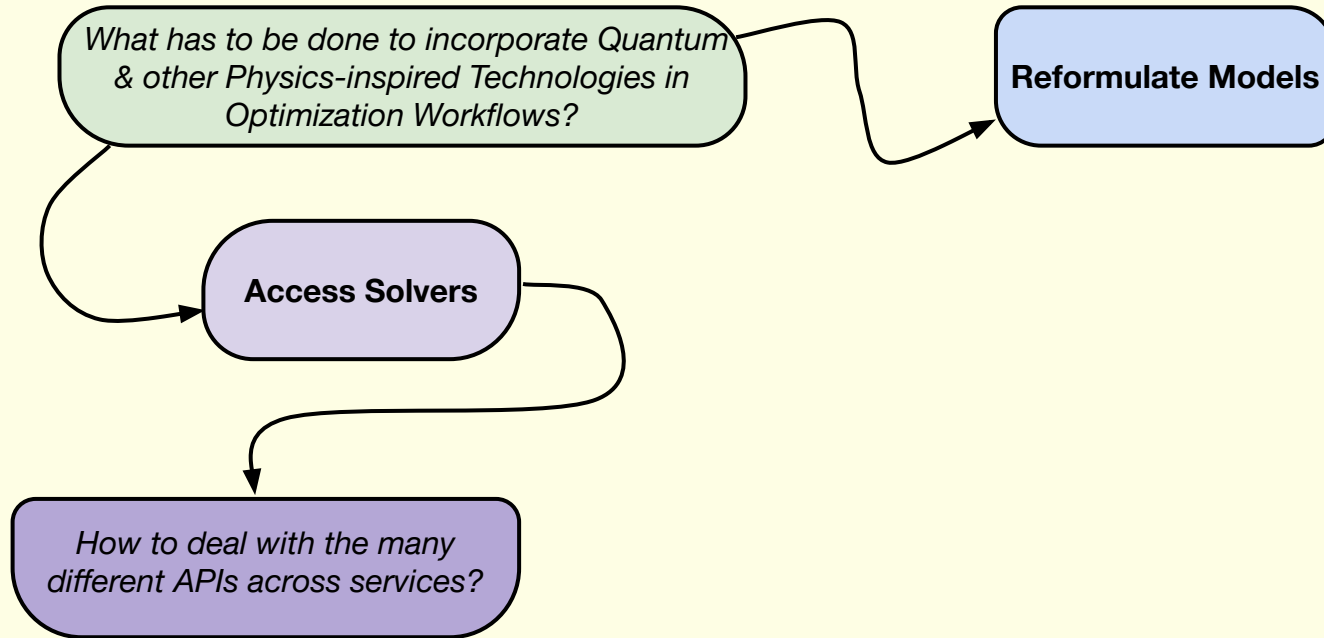 What has to be done to incorporate Quantum
& other Physics-inspired Technologies in
Optimization Workflows?
Reformulate Models
Access Solvers
How to deal with the many
different APIs across services?